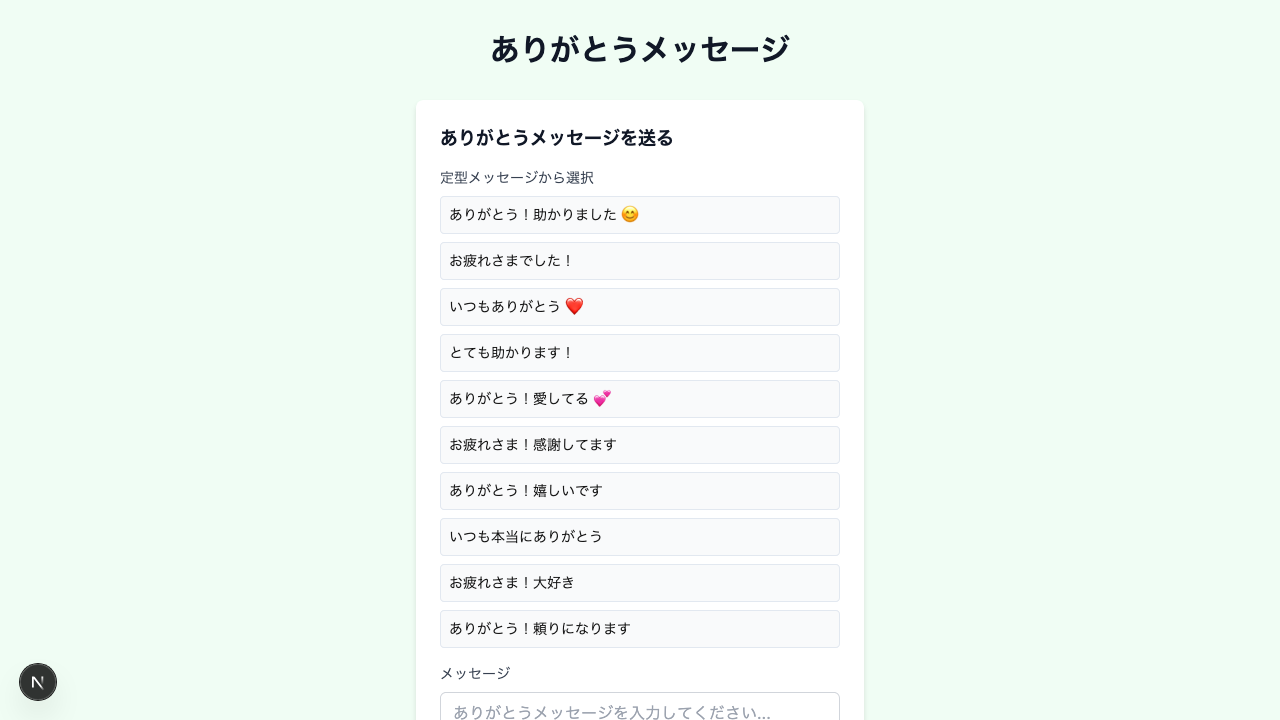 ありがとうメッセージ
ありがとうメッセージを送る
定型メッセージから選択
ありがとう！助かりました 😊
お疲れさまでした！
いつもありがとう ❤️
とても助かります！
ありがとう！愛してる 💕
お疲れさま！感謝してます
ありがとう！嬉しいです
いつも本当にありがとう
お疲れさま！大好き
ありがとう！頼りになります
メッセージ
ありがとうメッセージを入力してください...
N